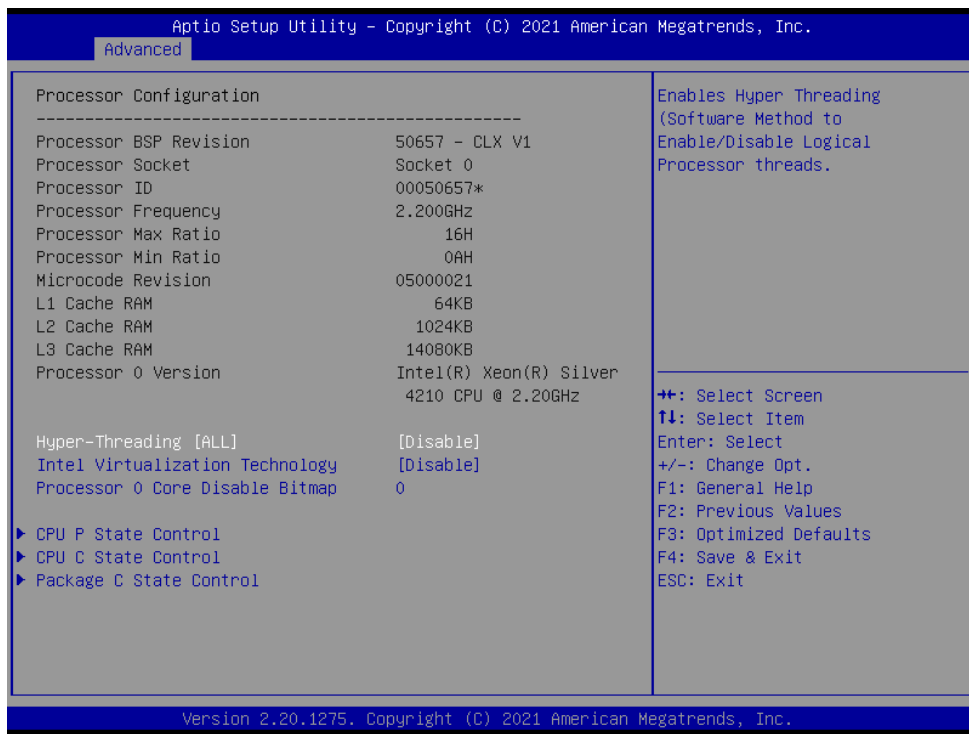 Aptio Setup Utility – Copyright (C) 2021 American Megatrends, Inc.
Advanced
Processor Configuration
--------------------------------------------------
Processor BSP Revision 50657 - CLX V1
Processor Socket Socket 0
Processor ID 00050657*
Processor Frequency 2.200GHz
Processor Max Ratio 16H
Processor Min Ratio 0AH
Microcode Revision 05000021
L1 Cache RAM 64KB
L2 Cache RAM 1024KB
L3 Cache RAM 14080KB
Processor 0 Version Intel(R) Xeon(R) Silver
4210 CPU @ 2.20GHz
Hyper-Threading [ALL] [Disable]
Intel Virtualization Technology [Disable]
Processor 0 Core Disable Bitmap 0
▶ CPU P State Control
▶ CPU C State Control
▶ Package C State Control
Enables Hyper Threading
(Software Method to
Enable/Disable Logical
Processor threads.
→←: Select Screen
↑↓: Select Item
Enter: Select
+/-: Change Opt.
F1: General Help
F2: Previous Values
F3: Optimized Defaults
F4: Save & Exit
ESC: Exit
Version 2.20.1275. Copyright (C) 2021 American Megatrends, Inc.